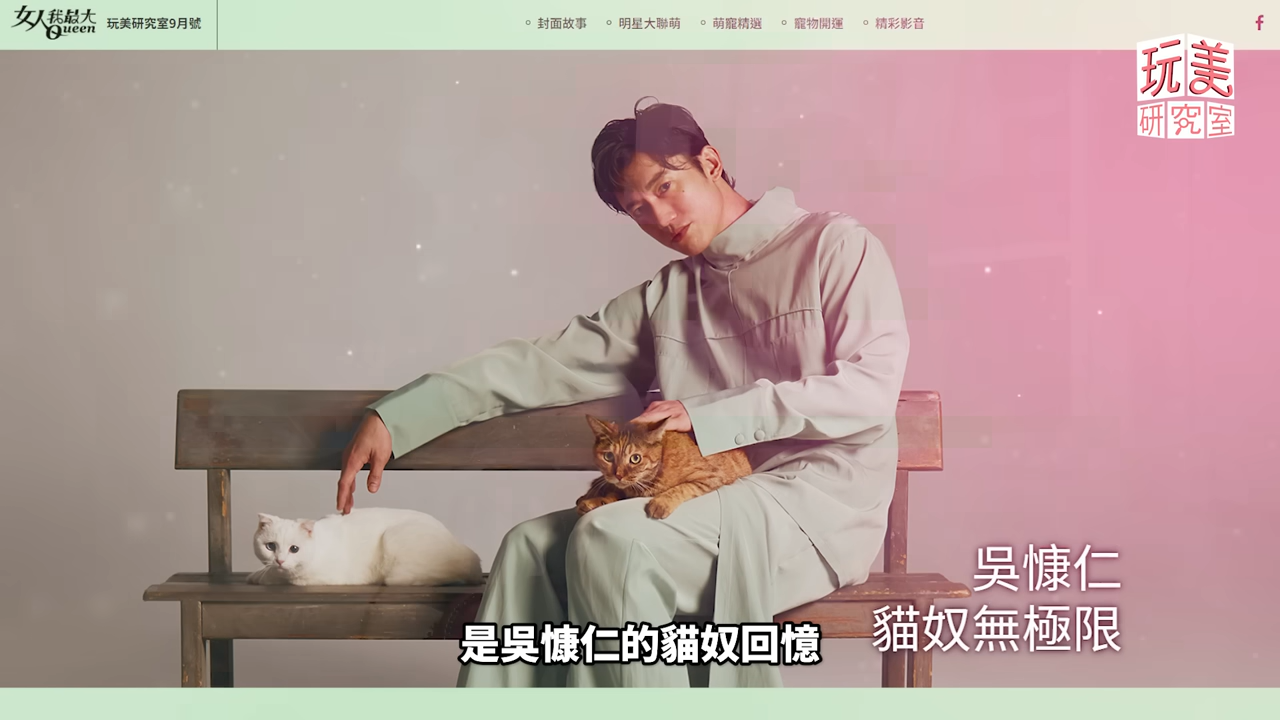 女人我最大
Queen
玩美研究室9月號
封面故事
明星大聯萌
萌寵精選
寵物開運
精彩影音
玩美
研究室
吳慷仁
貓奴無極限
是吳慷仁的貓奴回憶